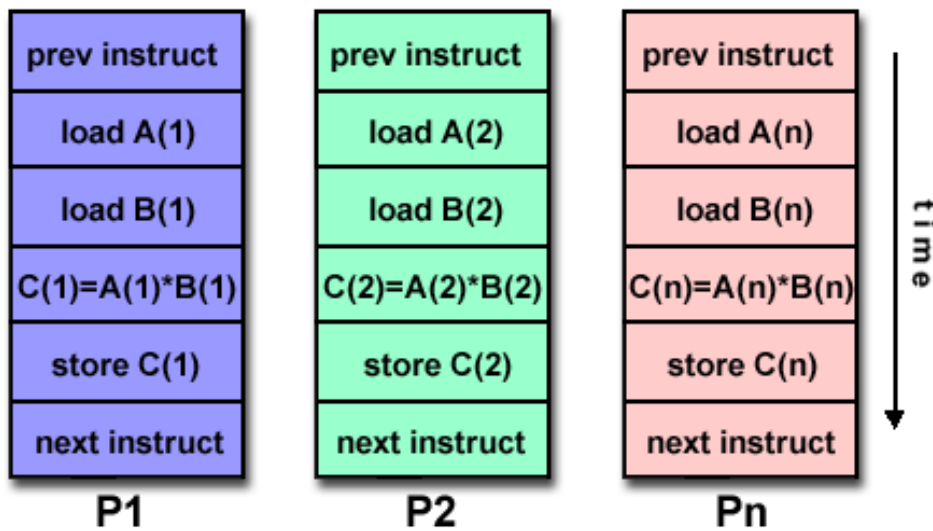 prev instruct
load A(1)
load B(1)
C(1)=A(1)*B(1)
store C(1)
next instruct
P1
prev instruct
load A(2)
load B(2)
C(2)=A(2)*B(2)
store C(2)
next instruct
P2
prev instruct
load A(n)
load B(n)
C(n)=A(n)*B(n)
store C(n)
next instruct
Pn
time